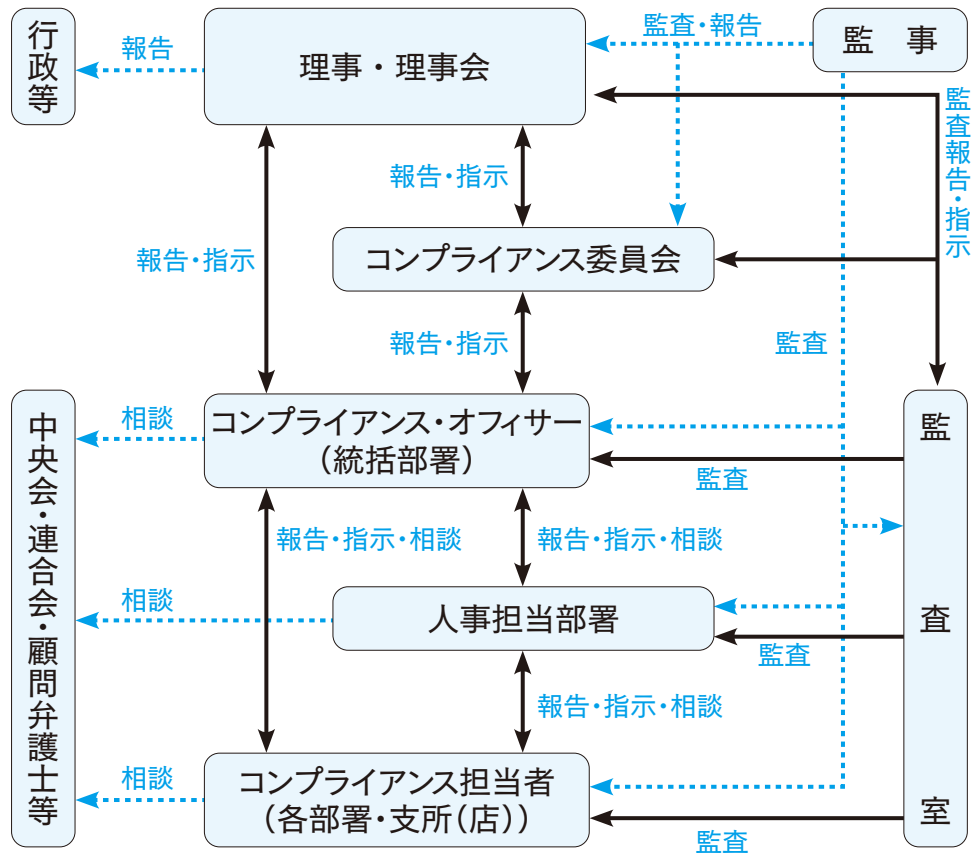 行政等
報告
理事・理事会
監査・報告
監　事
監査報告・指示
報告・指示
報告・指示
コンプライアンス委員会
報告・指示
監査
中央会・連合会・顧問弁護士等
相談
コンプライアンス・オフィサー
（統括部署）
監査
監査室
報告・指示・相談
報告・指示・相談
相談
人事担当部署
監査
報告・指示・相談
相談
コンプライアンス担当者
（各部署・支所（店））
監査